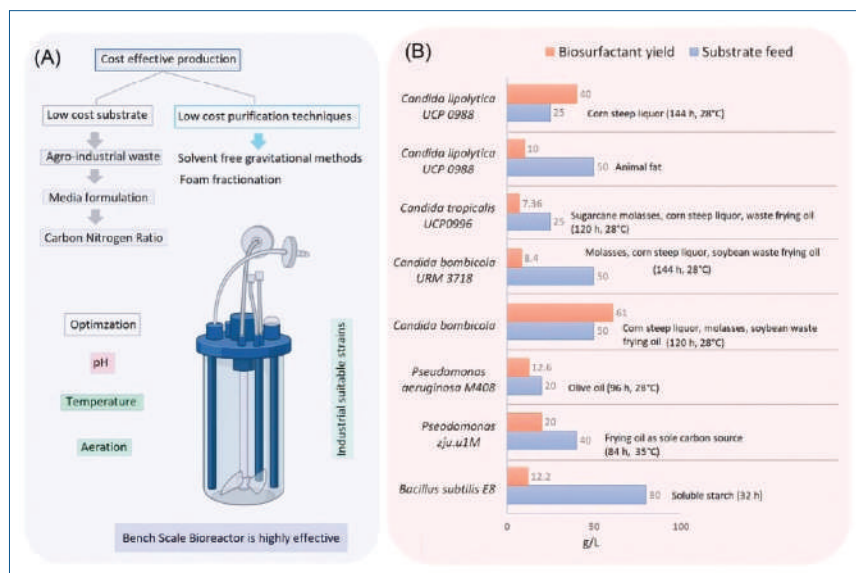 (A)
Cost effective production
Low cost substrate
Low cost purification techniques
Agro-industrial waste
Solvent free gravitational methods
Foam fractionation
Media formulation
Carbon Nitrogen Ratio
Optimzation
pH
Temperature
Aeration
Industrial suitable strains
Bench Scale Bioreactor is highly effective
(B)
Biosurfactant yield
Substrate feed
Candida lipolytica
UCP 0988
40
25
Corn steep liquor (144 h, 28°C)
Candida lipolytica
UCP 0988
10
50
Animal fat
Candida tropicalis
UCP0996
7.36
25
Sugarcane molasses, corn steep liquor, waste frying oil
(120 h, 28°C)
Candida bombicola
URM 3718
8.4
50
Molasses, corn steep liquor, soybean waste frying oil
(144 h, 28°C)
Candida bombicola
61
50
Corn steep liquor, molasses, soybean waste
frying oil (120 h, 28°C)
Pseudomonas
aeruginosa M408
12.6
20
Olive oil (96 h, 28°C)
Pseodomonas
zju.u1M
20
40
Frying oil as sole carbon source
(84 h, 35°C)
Bacillus subtilis E8
12.2
80
Soluble starch (32 h)
0
50
100
g/L